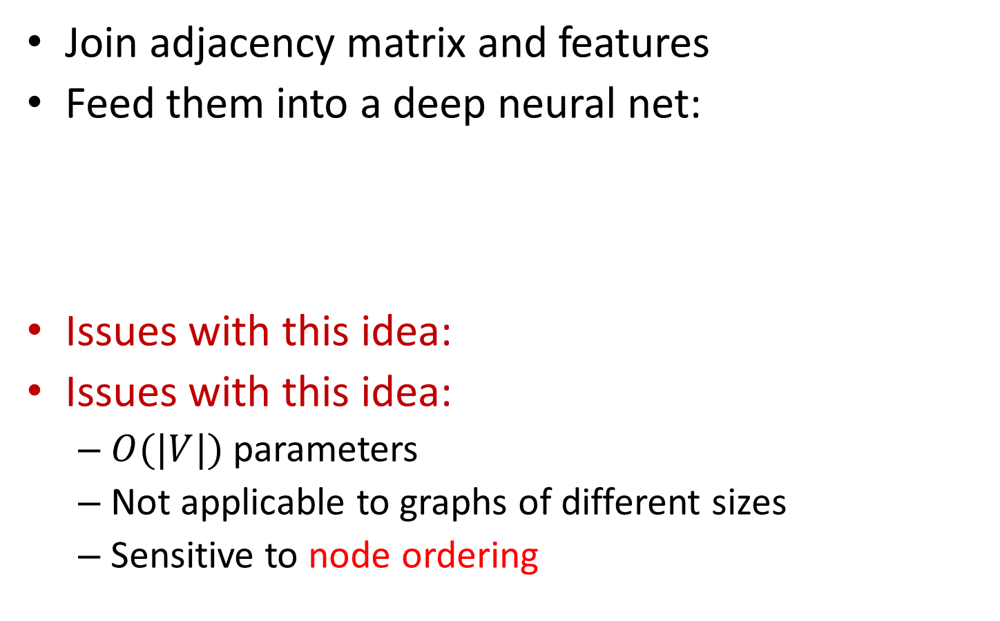 • Join adjacency matrix and features
• Feed them into a deep neural net:
• Issues with this idea:
• Issues with this idea:
– O(|V|) parameters
– Not applicable to graphs of different sizes
– Sensitive to node ordering